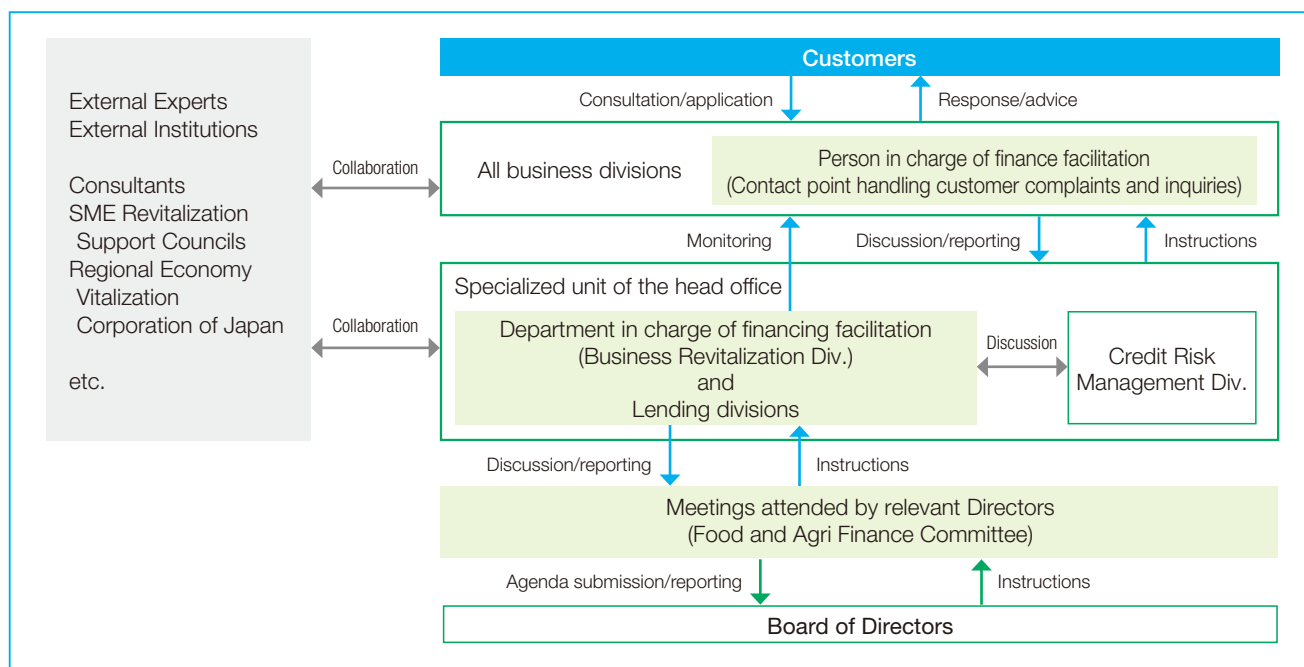 External Experts
External Institutions
Consultants
SME Revitalization
Support Councils
Regional Economy
Vitalization
Corporation of Japan
etc.
Collaboration
Collaboration
Customers
Consultation/application
Response/advice
All business divisions
Person in charge of finance facilitation
(Contact point handling customer complaints and inquiries)
Monitoring
Discussion/reporting
Instructions
Specialized unit of the head office
Department in charge of financing facilitation
(Business Revitalization Div.)
and
Lending divisions
Discussion
Credit Risk
Management Div.
Discussion/reporting
Instructions
Meetings attended by relevant Directors
(Food and Agri Finance Committee)
Agenda submission/reporting
Instructions
Board of Directors